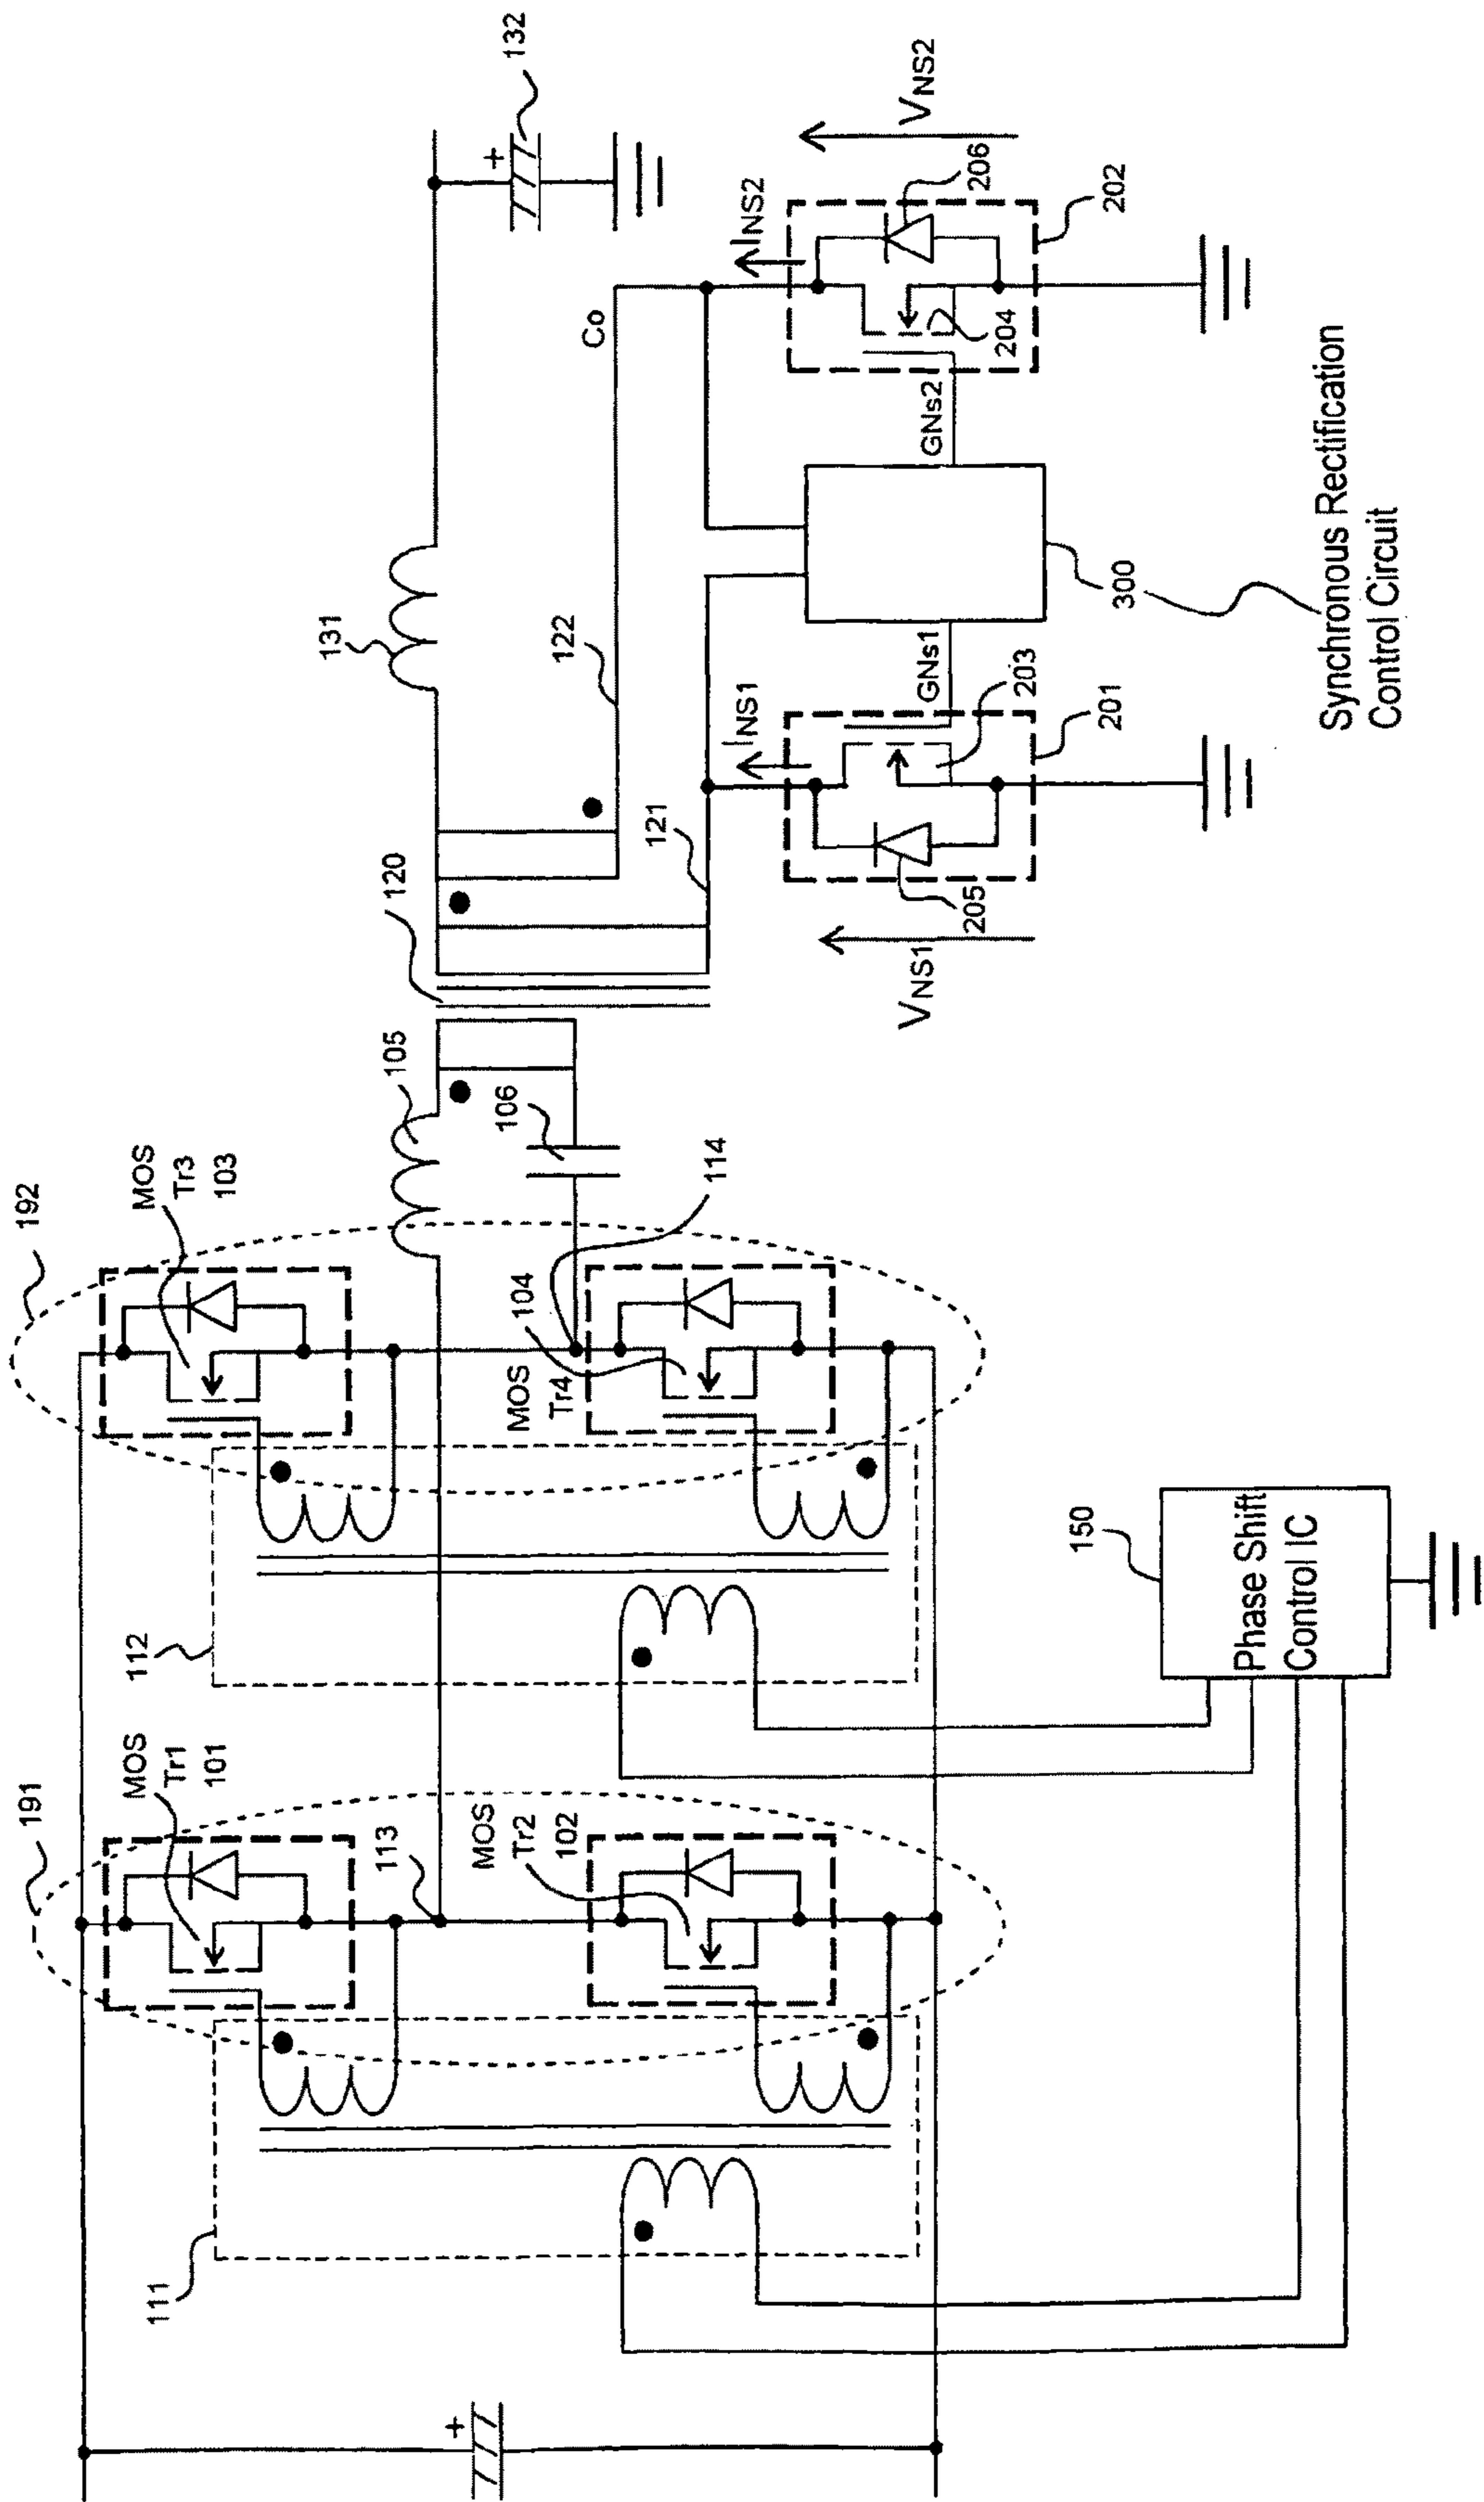 191
192
MOS
Tr1
101
MOS
Tr3
103
111
112
113
MOS
Tr2
102
MOS
Tr4
104
105
106
114
120
131
132
+
+
121
122
Co
INS1
INS2
VNS1
VNS2
GNs1
GNs2
205
203
201
204
206
202
300
150
Phase Shift
Control IC
Synchronous Rectification
Control Circuit